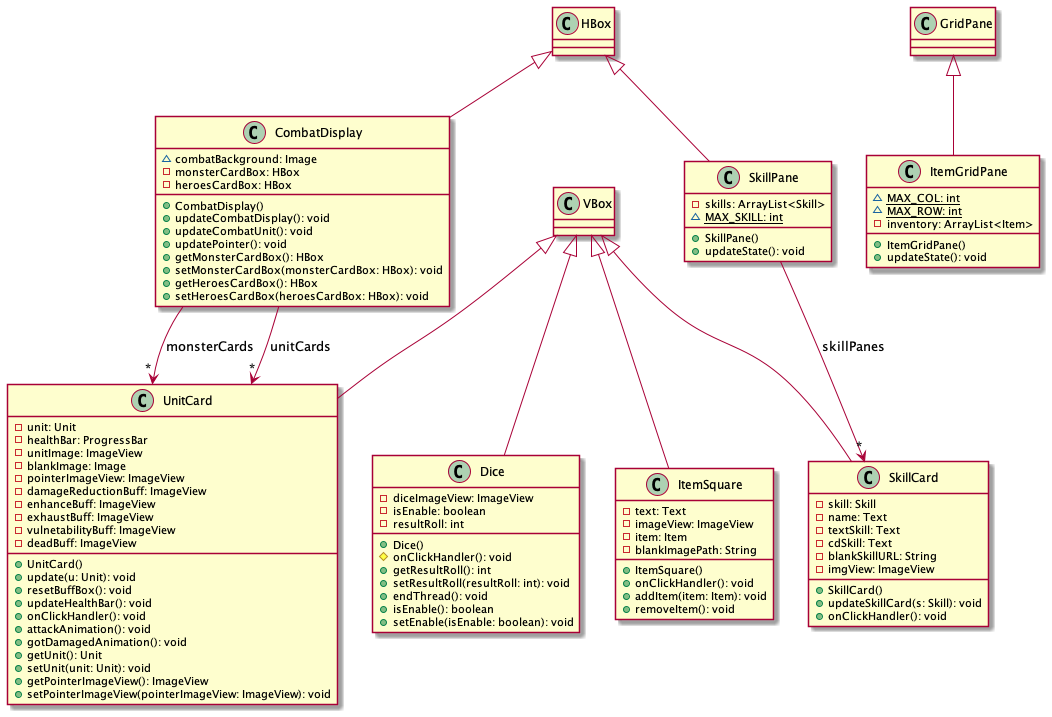 C HBox
C GridPane
C CombatDisplay
combatBackground: Image
monsterCardBox: HBox
heroesCardBox: HBox
CombatDisplay()
updateCombatDisplay(): void
updateCombatUnit(): void
updatePointer(): void
getMonsterCardBox(): HBox
setMonsterCardBox(monsterCardBox: HBox): void
getHeroesCardBox(): HBox
setHeroesCardBox(heroesCardBox: HBox): void
C VBox
C SkillPane
skills: ArrayList<Skill>
MAX_SKILL: int
SkillPane()
updateState(): void
C ItemGridPane
MAX_COL: int
MAX_ROW: int
inventory: ArrayList<Item>
ItemGridPane()
updateState(): void
monsterCards
unitCards
skillPanes
*
*
*
C UnitCard
unit: Unit
healthBar: ProgressBar
unitImage: ImageView
blankImage: Image
pointerImageView: ImageView
damageReductionBuff: ImageView
enhanceBuff: ImageView
exhaustBuff: ImageView
vulnetabilityBuff: ImageView
deadBuff: ImageView
UnitCard()
update(u: Unit): void
resetBuffBox(): void
updateHealthBar(): void
onClickHandler(): void
attackAnimation(): void
gotDamagedAnimation(): void
getUnit(): Unit
setUnit(unit: Unit): void
getPointerImageView(): ImageView
setPointerImageView(pointerImageView: ImageView): void
C Dice
diceImageView: ImageView
isEnable: boolean
resultRoll: int
Dice()
onClickHandler(): void
getResultRoll(): int
setResultRoll(resultRoll: int): void
endThread(): void
isEnable(): boolean
setEnable(isEnable: boolean): void
C ItemSquare
text: Text
imageView: ImageView
item: Item
blankImagePath: String
ItemSquare()
onClickHandler(): void
addItem(item: Item): void
removeItem(): void
C SkillCard
skill: Skill
name: Text
textSkill: Text
cdSkill: Text
blankSkillURL: String
imgView: ImageView
SkillCard()
updateSkillCard(s: Skill): void
onClickHandler(): void